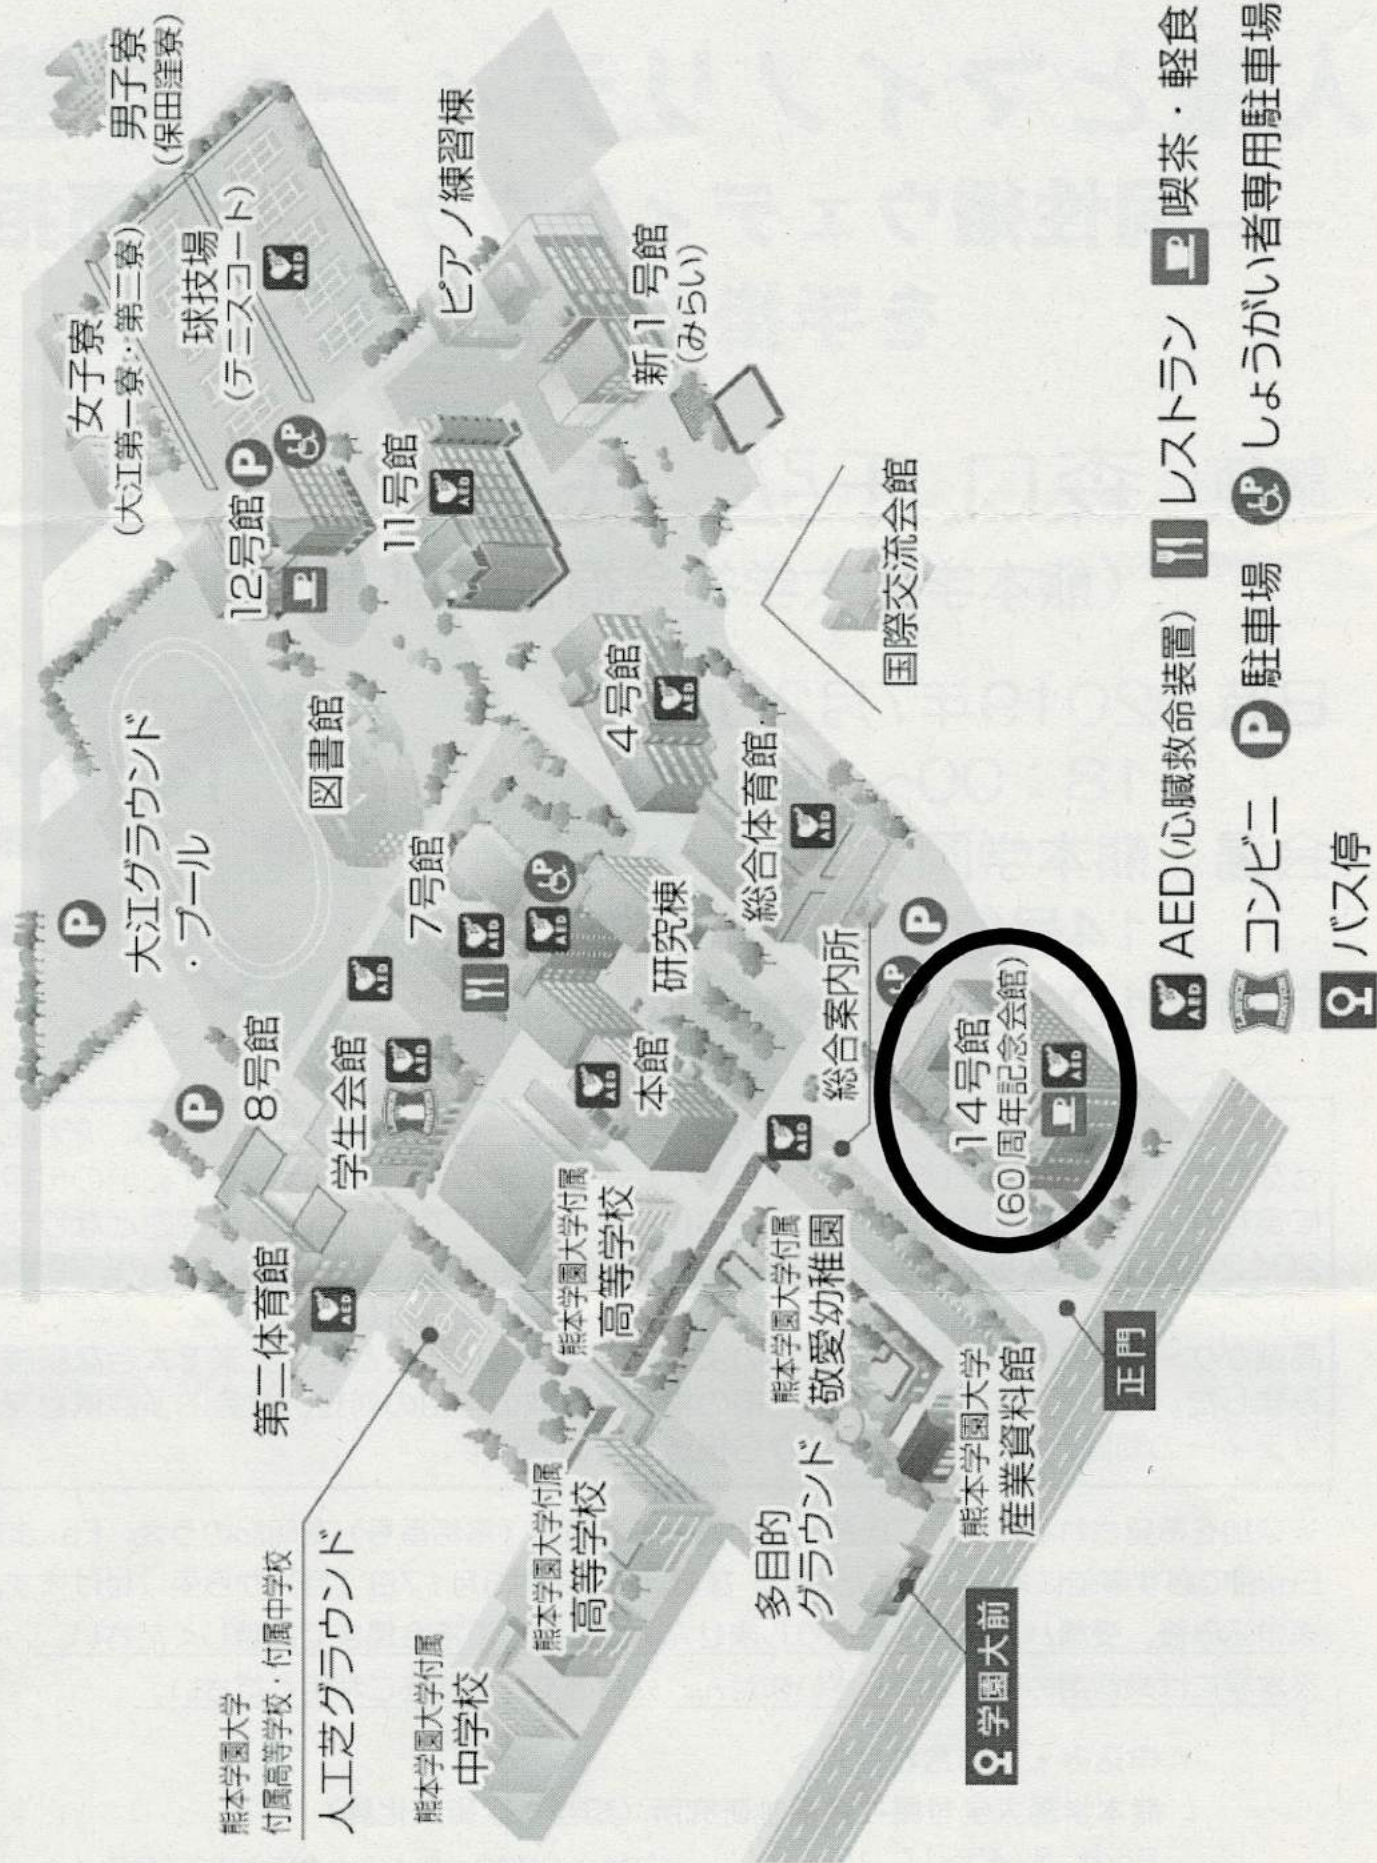 熊本学園大学
付属高等学校・付属中学校
人工芝グラウンド
熊本学園大学付属
中学校
熊本学園大学付属
高等学校
第二体育館
AED
8号館
P
学生会館
AED
AED
大江グラウンド
・プール
P
熊本学園大学付属
高等学校
本館
AED
7号館
AED
AED
P
図書館
研究棟
12号館
P
P
女子寮
(大江第一寮・第二寮)
球技場
(テニスコート)
AED
男子寮
(保田窪寮)
11号館
AED
ピアノ練習棟
新1号館
(みらい)
4号館
AED
総合体育館
AED
国際交流会館
多目的
グラウンド
熊本学園大学付属
敬愛幼稚園
AED
総合案内所
P
P
14号館
(60周年記念会館)
AED
熊本学園大学
産業資料館
正門
学園大前
AED AED(心臓救命装置)
レストラン
喫茶・軽食
コンビニ
P 駐車場
P しょうがい者専用駐車場
バス停